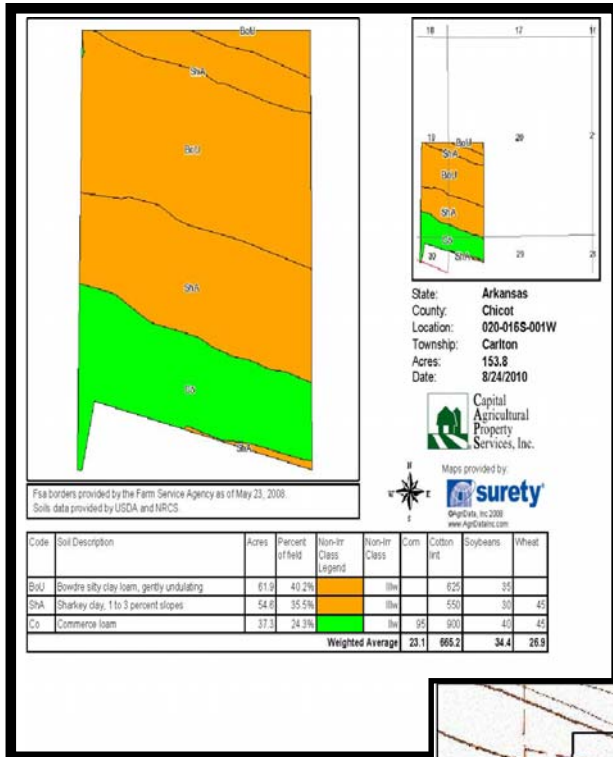 BoU
ShA
BoU
ShA
Co
ShA
Fsa borders provided by the Farm Service Agency as of May 23, 2008.
Soils data provided by USDA and NRCS.
18 17
19 20
BoU
ShA
BoU
ShA
Co
30 ShA 29
State: Arkansas
County: Chicot
Location: 020-016S-001W
Township: Carlton
Acres: 153.8
Date: 8/24/2010
Capital
Agricultural
Property
Services, Inc.
W E
Maps provided by:
surety
©AgriData, Inc 2008
www.AgriDataInc.com
Code Soil Description Acres Percent of field Non-Irr Class Legend Non-Irr Class Corn Cotton lint Soybeans Wheat
BoU Bowdre silty clay loam, gently undulating 61.9 40.2% IIIw 625 35
ShA Sharkey clay, 1 to 3 percent slopes 54.6 35.5% IIIw 550 30 45
Co Commerce loam 37.3 24.3% IIw 95 900 40 45
Weighted Average 23.1 665.2 34.4 26.9